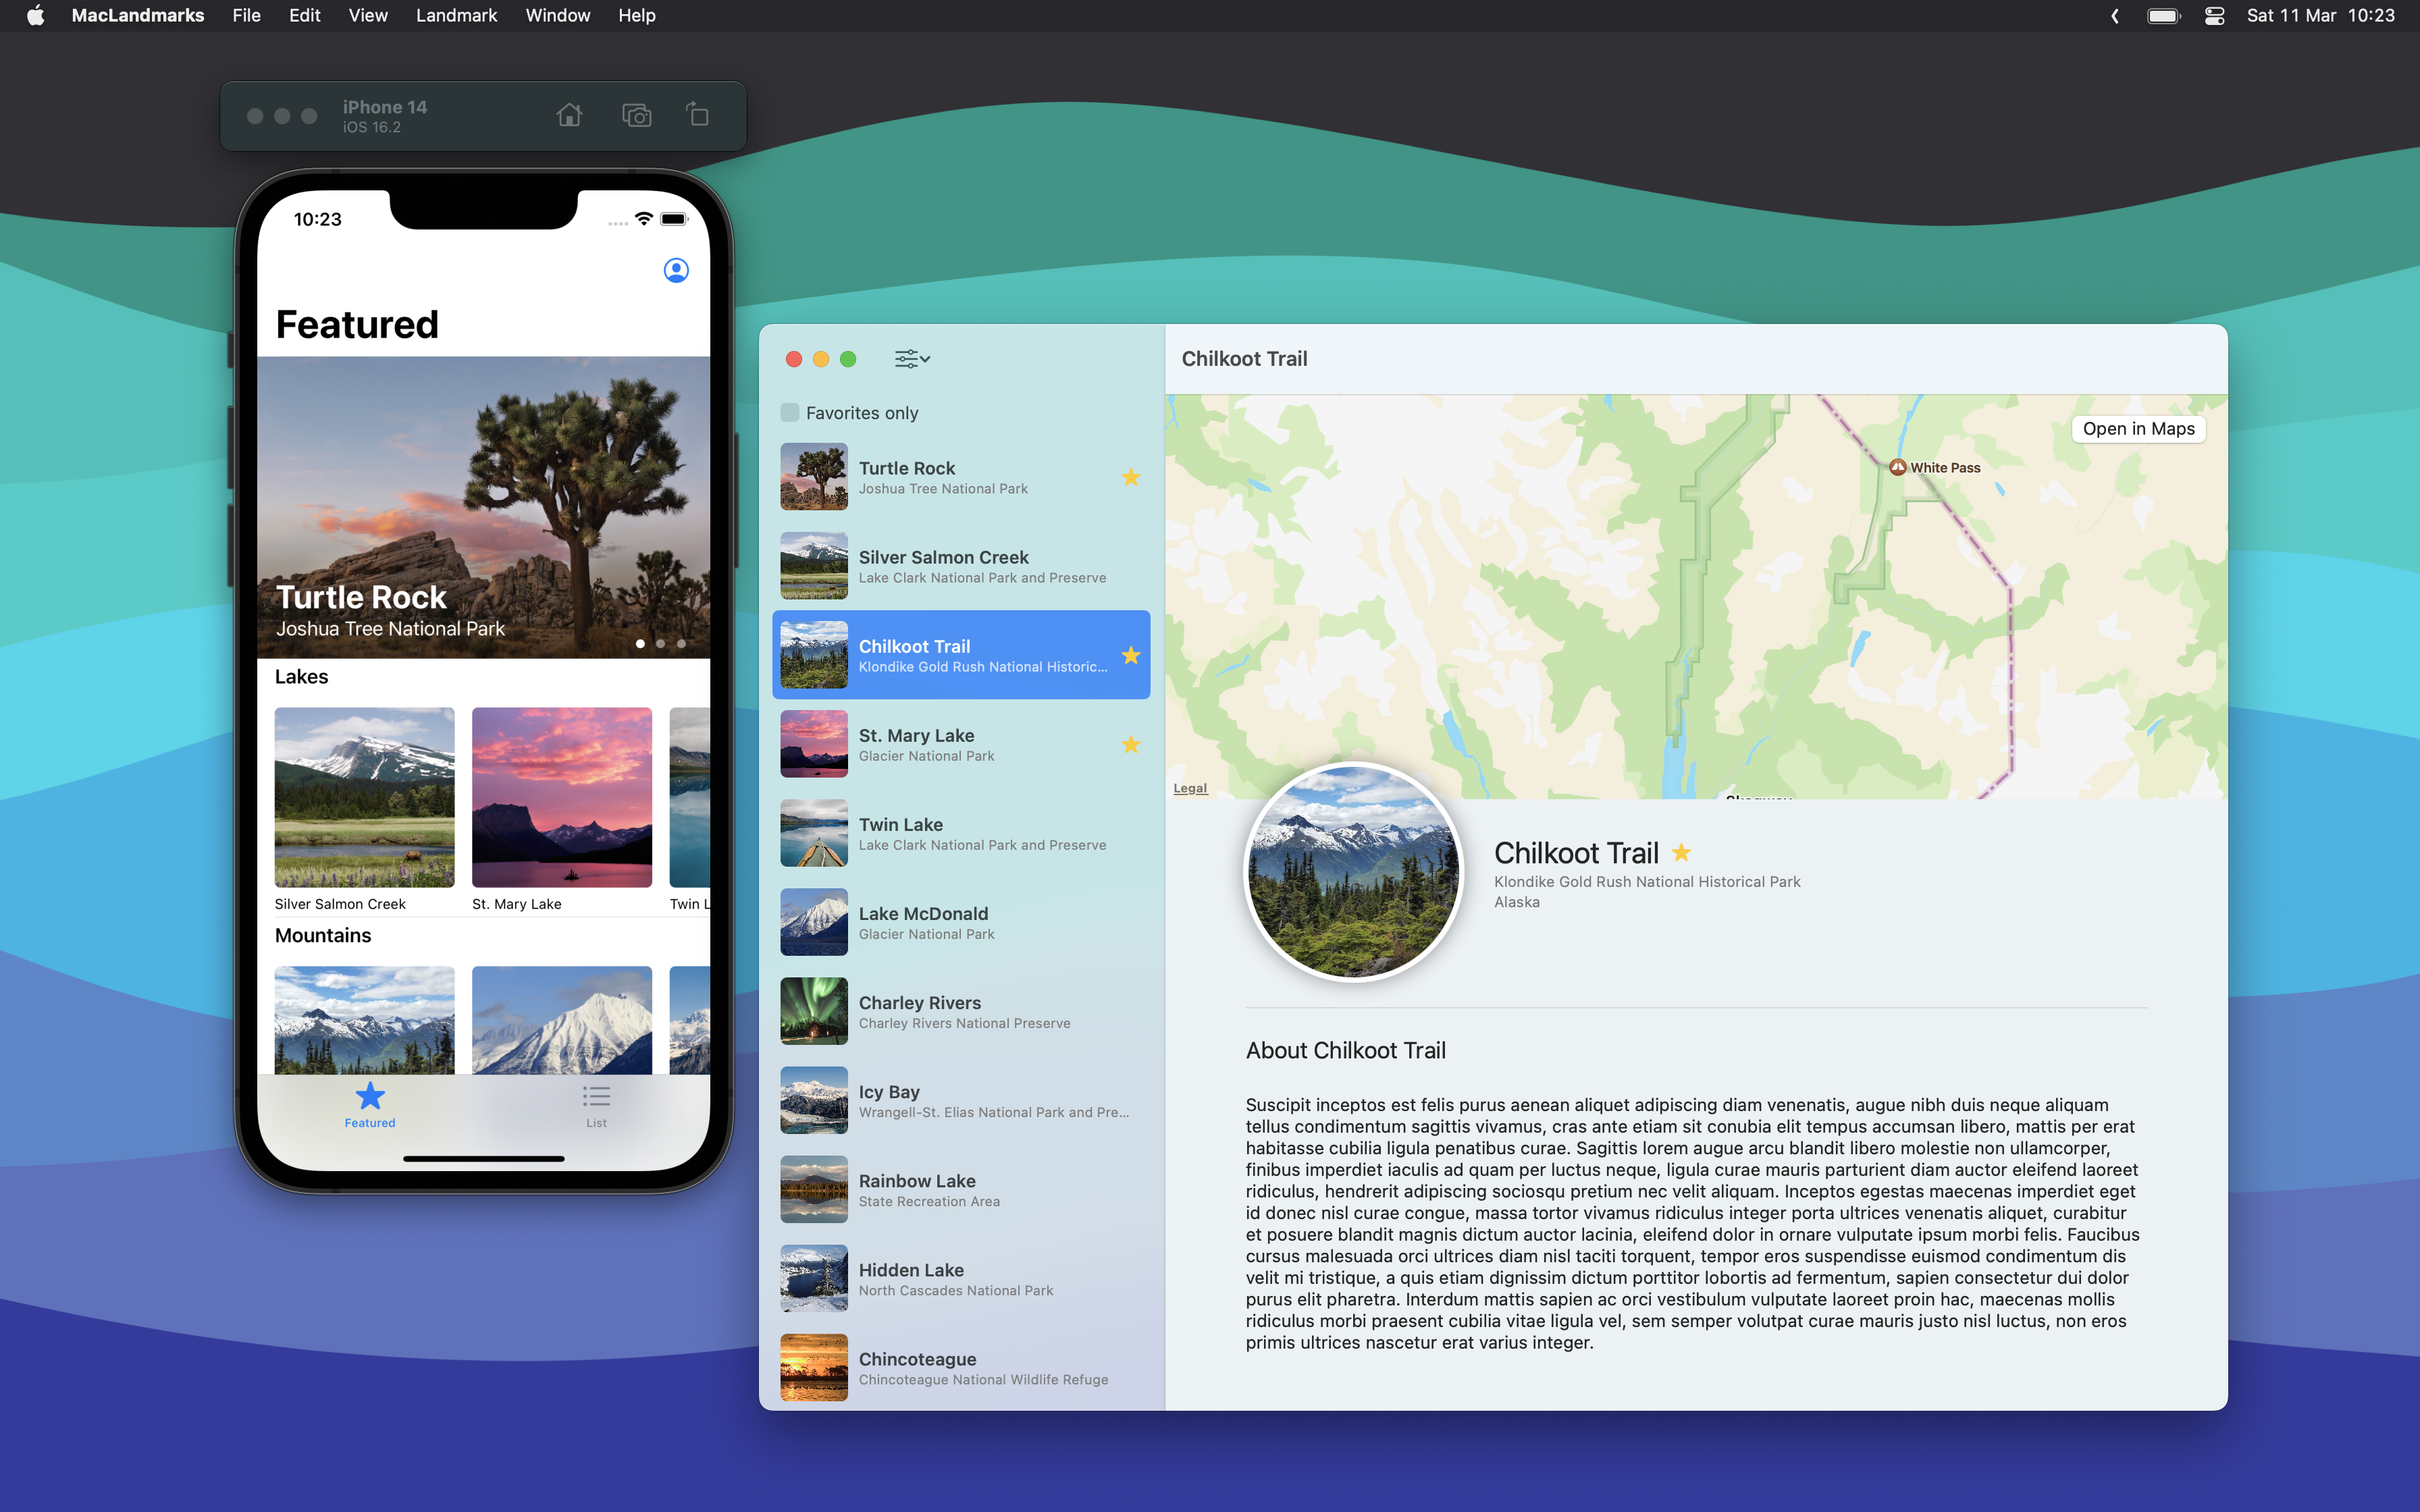 MacLandmarks File Edit View Landmark Window Help
Sat 11 Mar 10:23
iPhone 14
iOS 16.2
10:23
Featured
Turtle Rock
Joshua Tree National Park
Lakes
Silver Salmon Creek
St. Mary Lake
Twin L
Mountains
Featured
List
Favorites only
Turtle Rock
Joshua Tree National Park
Silver Salmon Creek
Lake Clark National Park and Preserve
Chilkoot Trail
Klondike Gold Rush National Historic...
St. Mary Lake
Glacier National Park
Twin Lake
Lake Clark National Park and Preserve
Lake McDonald
Glacier National Park
Charley Rivers
Charley Rivers National Preserve
Icy Bay
Wrangell-St. Elias National Park and Pre...
Rainbow Lake
State Recreation Area
Hidden Lake
North Cascades National Park
Chincoteague
Chincoteague National Wildlife Refuge
Chilkoot Trail
Open in Maps
White Pass
Legal
Chilkoot Trail
Klondike Gold Rush National Historical Park
Alaska
About Chilkoot Trail
Suscipit inceptos est felis purus aenean aliquet adipiscing diam venenatis, augue nibh duis neque aliquam
tellus condimentum sagittis vivamus, cras ante etiam sit conubia elit tempus accumsan libero, mattis per erat
habitasse cubilia ligula penatibus curae. Sagittis lorem augue arcu blandit libero molestie non ullamcorper,
finibus imperdiet iaculis ad quam per luctus neque, ligula curae mauris parturient diam auctor eleifend laoreet
ridiculus, hendrerit adipiscing sociosqu pretium nec velit aliquam. Inceptos egestas maecenas imperdiet eget
id donec nisl curae congue, massa tortor vivamus ridiculus integer porta ultrices venenatis aliquet, curabitur
et posuere blandit magnis dictum auctor lacinia, eleifend dolor in ornare vulputate ipsum morbi felis. Faucibus
cursus malesuada orci ultrices diam nisl taciti torquent, tempor eros suspendisse euismod condimentum dis
velit mi tristique, a quis etiam dignissim dictum porttitor lobortis ad fermentum, sapien consectetur dui dolor
purus elit pharetra. Interdum mattis sapien ac orci vestibulum vulputate laoreet proin hac, maecenas mollis
ridiculus morbi praesent cubilia vitae ligula vel, sem semper volutpat curae mauris justo nisl luctus, non eros
primis ultrices nascetur erat varius integer.